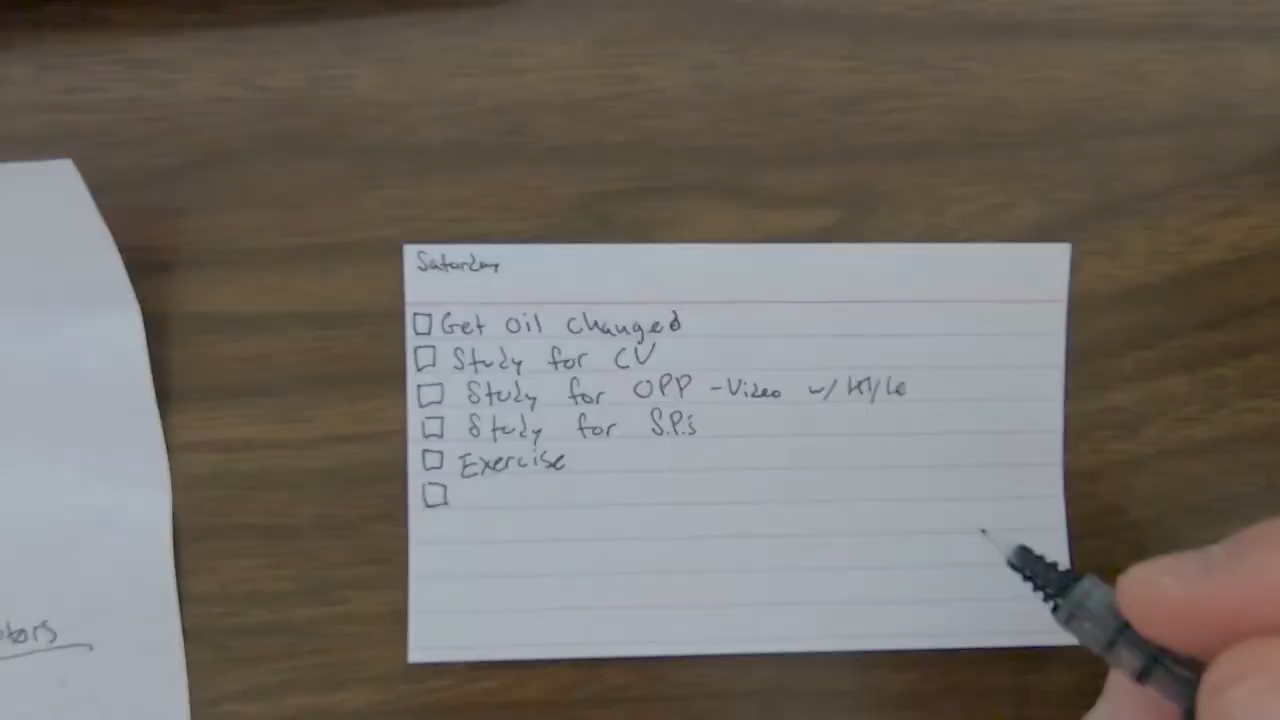 Saturday
Get oil changed
Study for CV
Study for OPP - Video w/ Kyle
Study for S.P.'s
Exercise